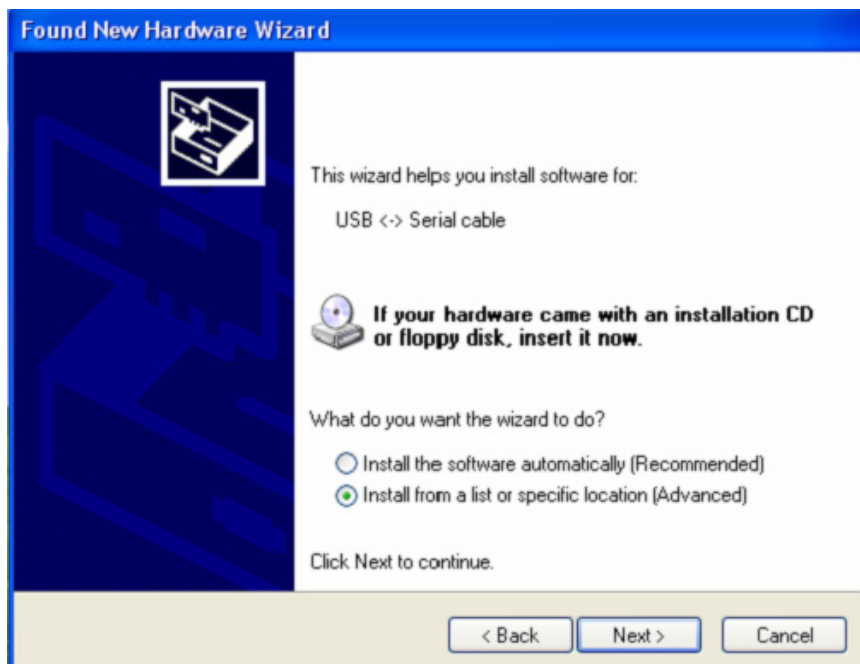 Found New Hardware Wizard
This wizard helps you install software for:
USB <-> Serial cable
If your hardware came with an installation CD
or floppy disk, insert it now.
What do you want the wizard to do?
Install the software automatically (Recommended)
Install from a list or specific location (Advanced)
Click Next to continue.
< Back
Next >
Cancel